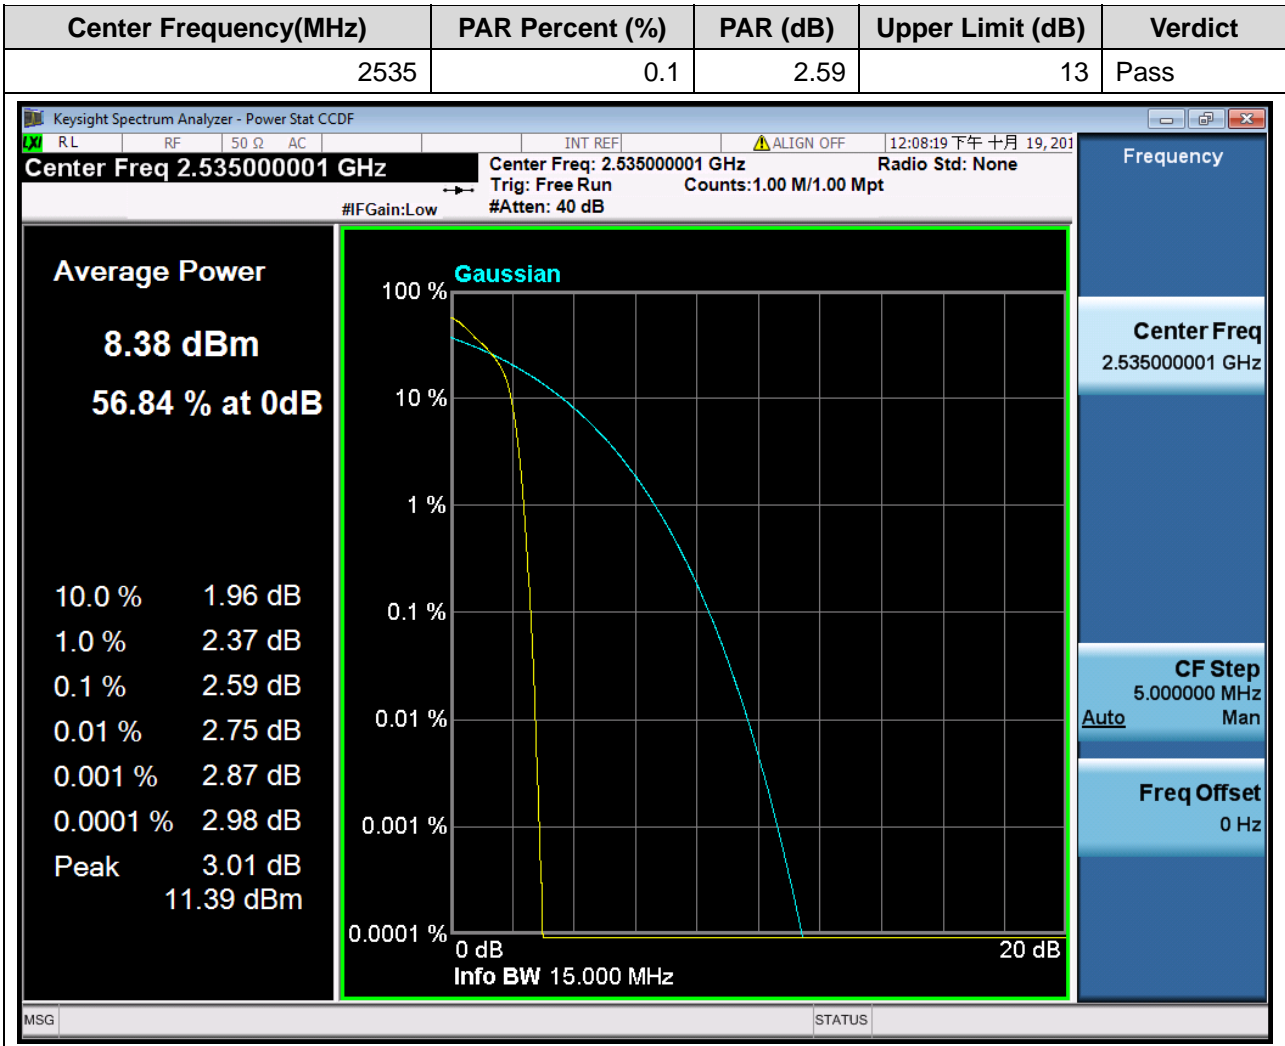 Center Frequency(MHz) PAR Percent (%) PAR (dB) Upper Limit (dB) Verdict
2535 0.1 2.59 13 Pass
Keysight Spectrum Analyzer - Power Stat CCDF
LXI RL RF 50 Ω AC INT REF ALIGN OFF 12:08:19 下午 十月 19, 201
Center Freq 2.535000001 GHz
Center Freq: 2.535000001 GHz Radio Std: None
Trig: Free Run Counts:1.00 M/1.00 Mpt
#IFGain:Low #Atten: 40 dB
Frequency
Average Power
8.38 dBm
56.84 % at 0dB
10.0 % 1.96 dB
1.0 % 2.37 dB
0.1 % 2.59 dB
0.01 % 2.75 dB
0.001 % 2.87 dB
0.0001 % 2.98 dB
Peak 3.01 dB
11.39 dBm
Gaussian
100 %
10 %
1 %
0.1 %
0.01 %
0.001 %
0.0001 %
0 dB 20 dB
Info BW 15.000 MHz
Center Freq
2.535000001 GHz
CF Step
5.000000 MHz
Auto Man
Freq Offset
0 Hz
MSG STATUS